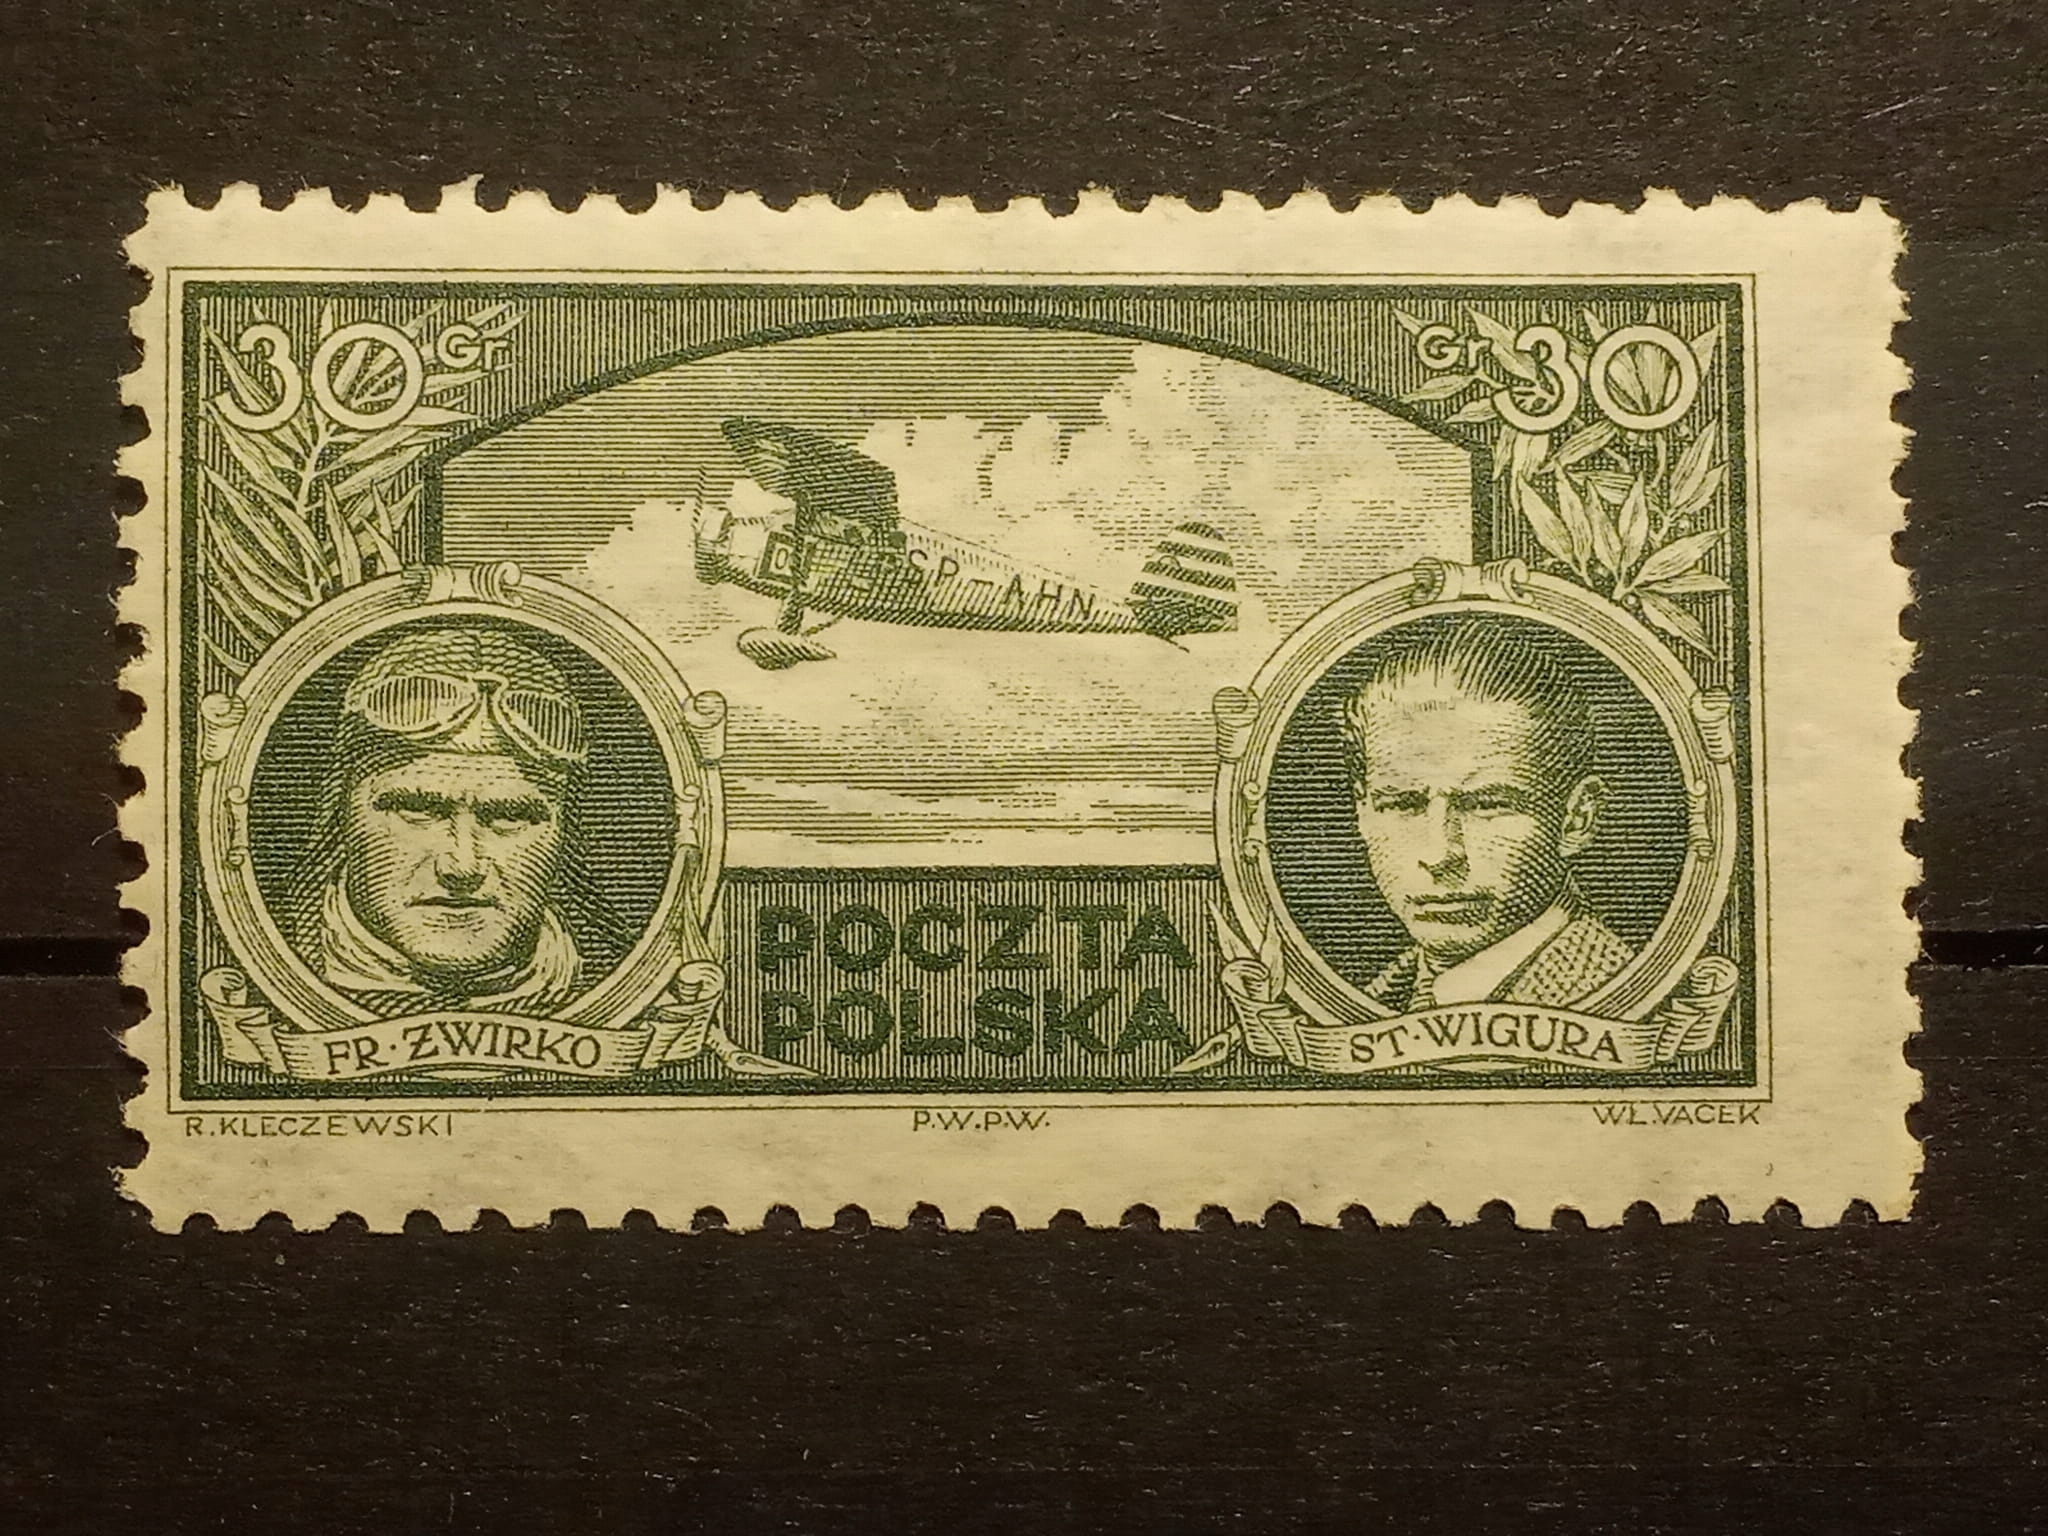 30 Gr
Gr 30
SP-AHN
POCZTA
POLSKA
FR·ŻWIRKO
ST·WIGURA
R.KLECZEWSKI
P.W.P.W.
WŁ.VACEK